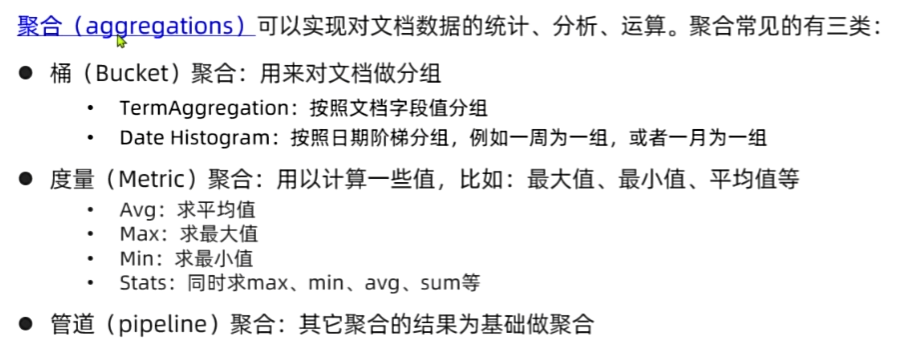 聚合（aggregations）可以实现对文档数据的统计、分析、运算。聚合常见的有三类：
● 桶（Bucket）聚合：用来对文档做分组
• TermAggregation：按照文档字段值分组
• Date Histogram：按照日期阶梯分组，例如一周为一组，或者一月为一组
● 度量（Metric）聚合：用以计算一些值，比如：最大值、最小值、平均值等
• Avg：求平均值
• Max：求最大值
• Min：求最小值
• Stats：同时求max、min、avg、sum等
● 管道（pipeline）聚合：其它聚合的结果为基础做聚合